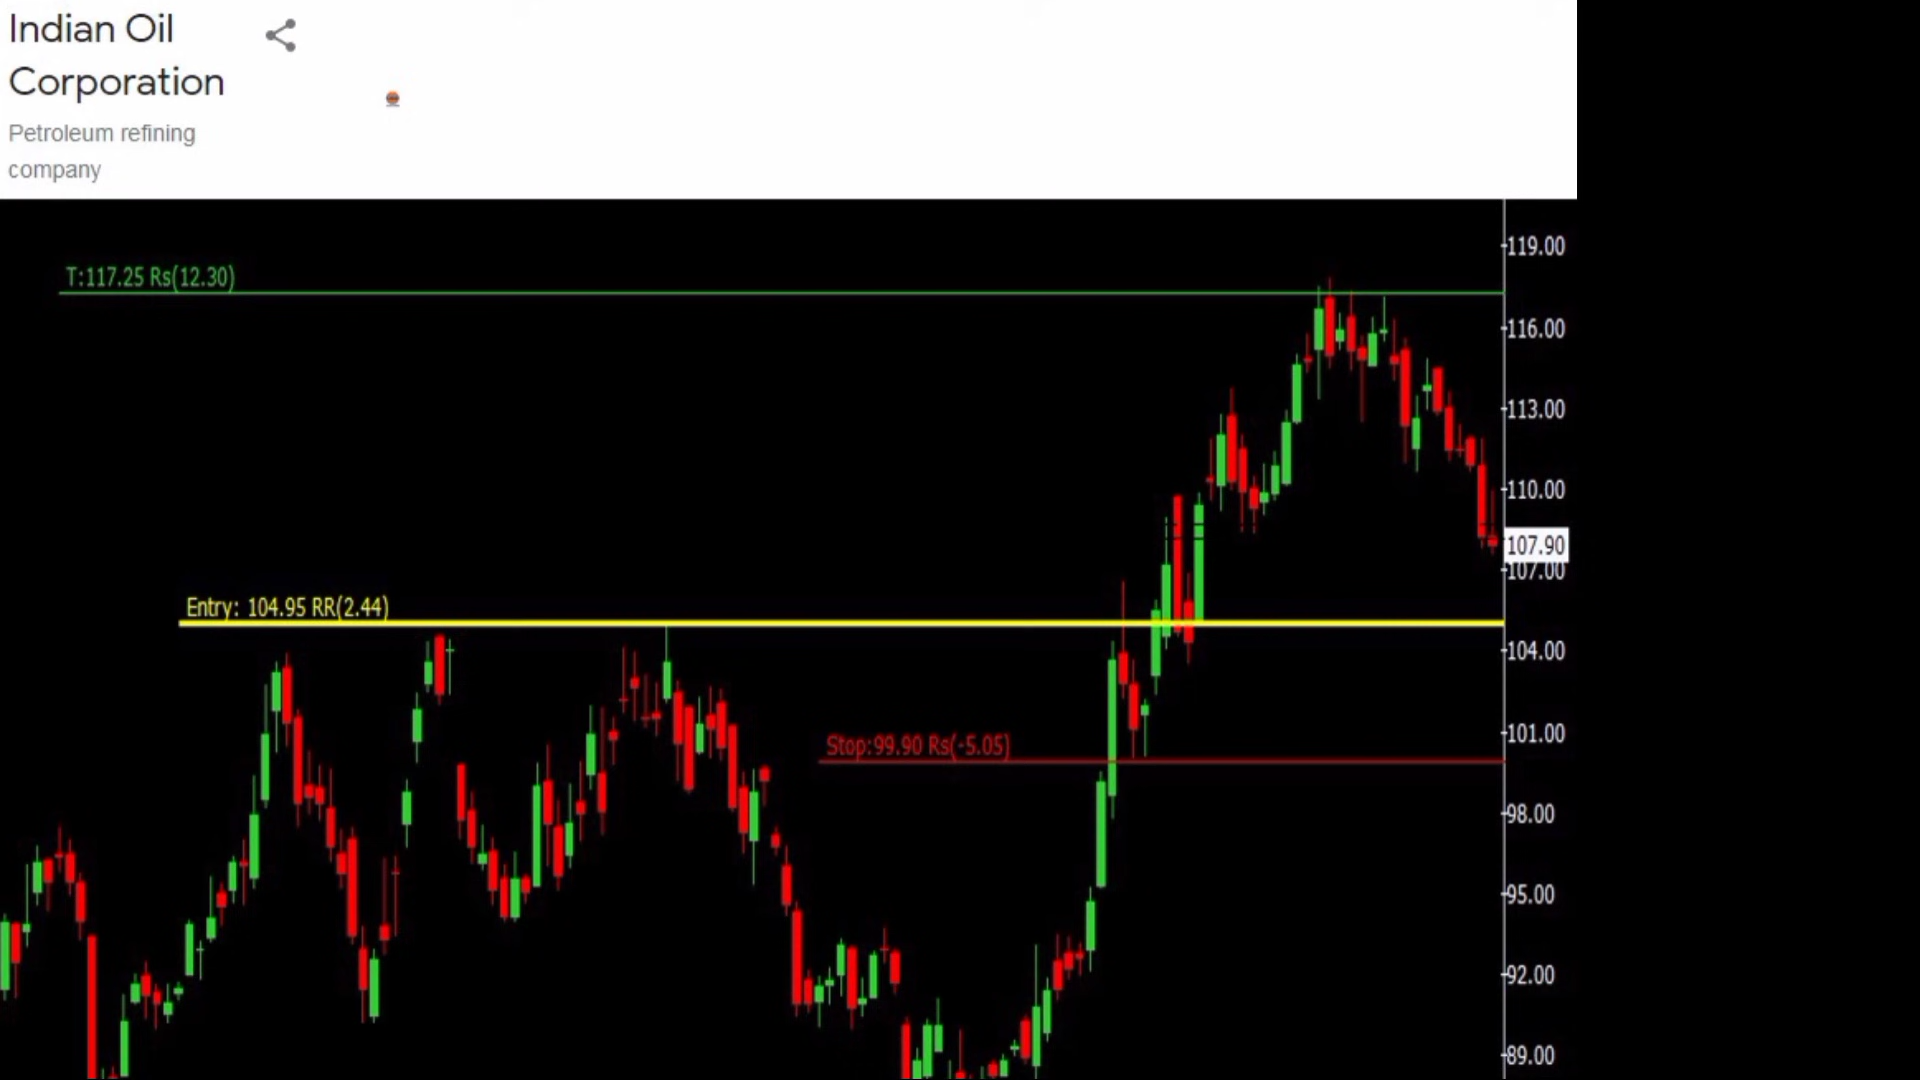 Indian Oil
Corporation
Petroleum refining
company
119.00
T:117.25 Rs(12.30)
116.00
113.00
110.00
107.90
107.00
Entry: 104.95 RR(2.44)
104.00
101.00
Stop:99.90 Rs(-5.05)
98.00
95.00
92.00
89.00